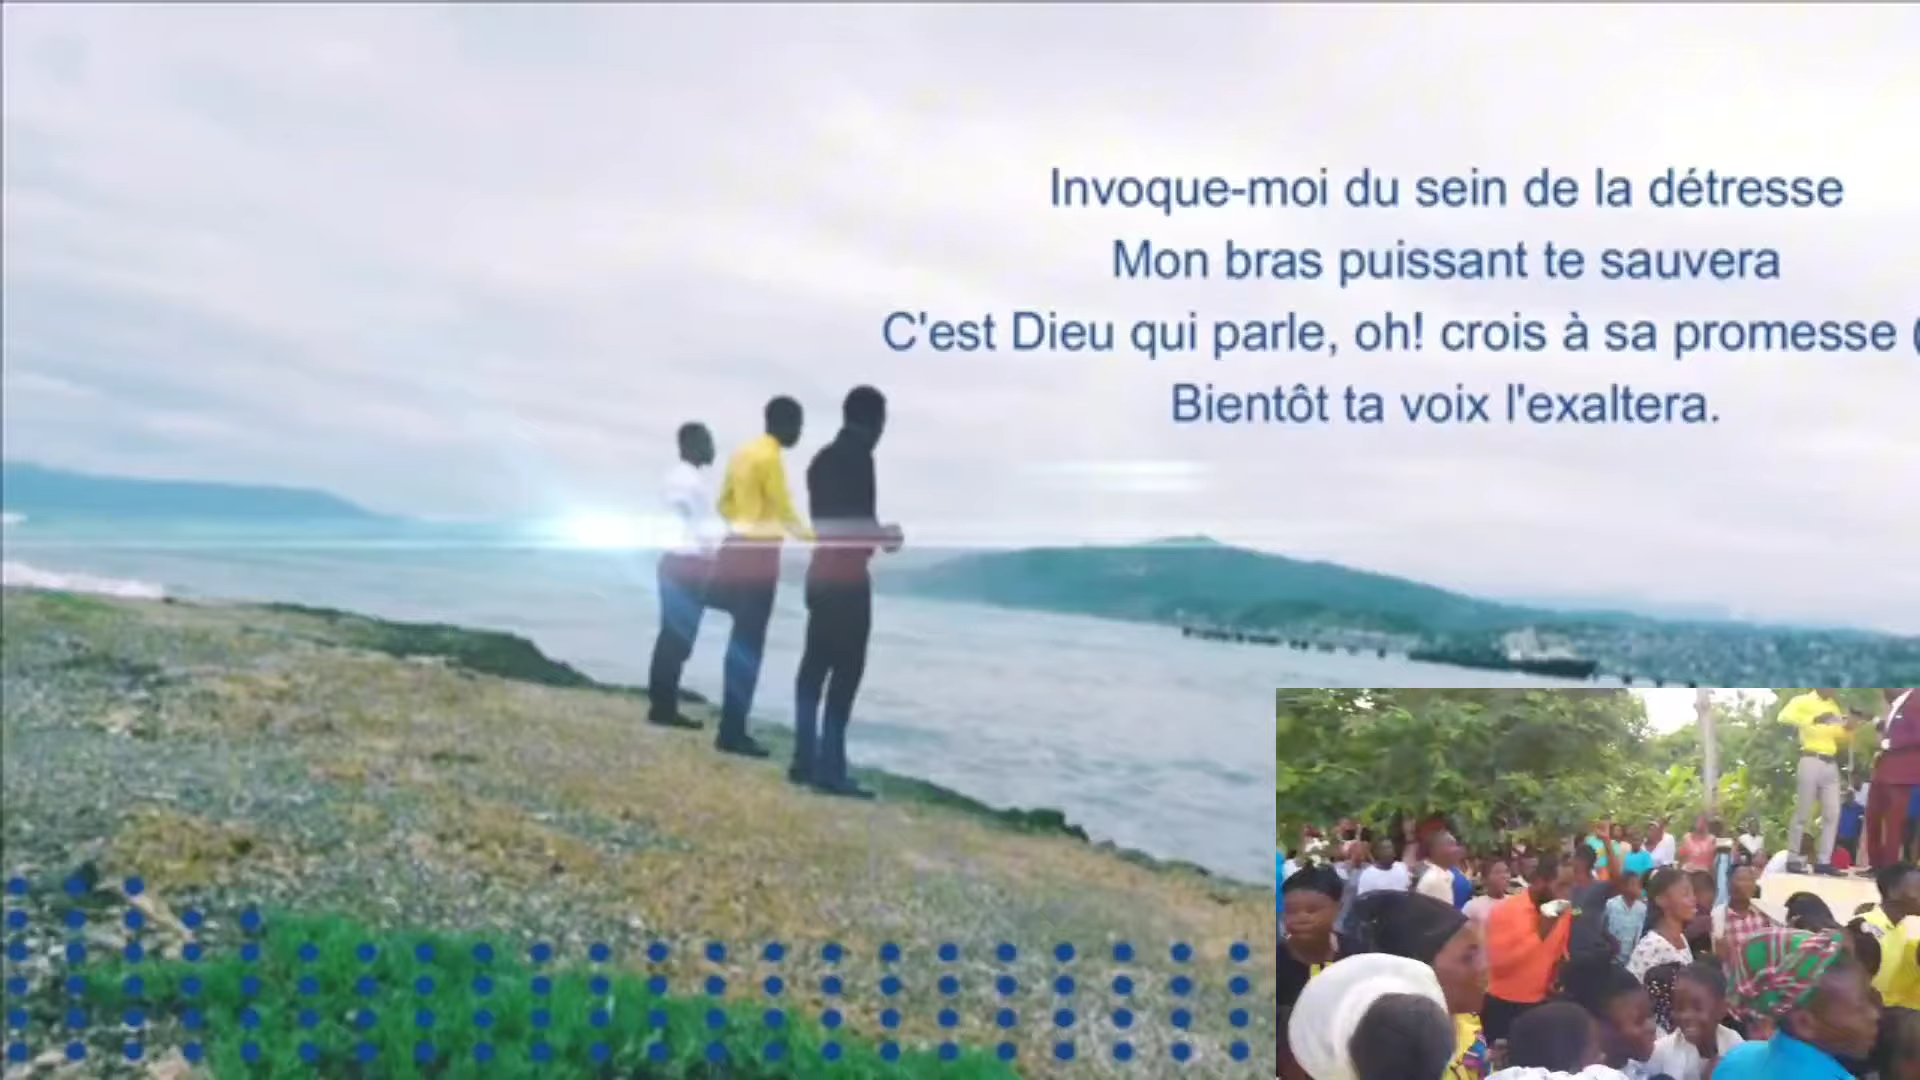 Invoque-moi du sein de la détresse
Mon bras puissant te sauvera
C'est Dieu qui parle, oh! crois à sa promesse (
Bientôt ta voix l'exaltera.